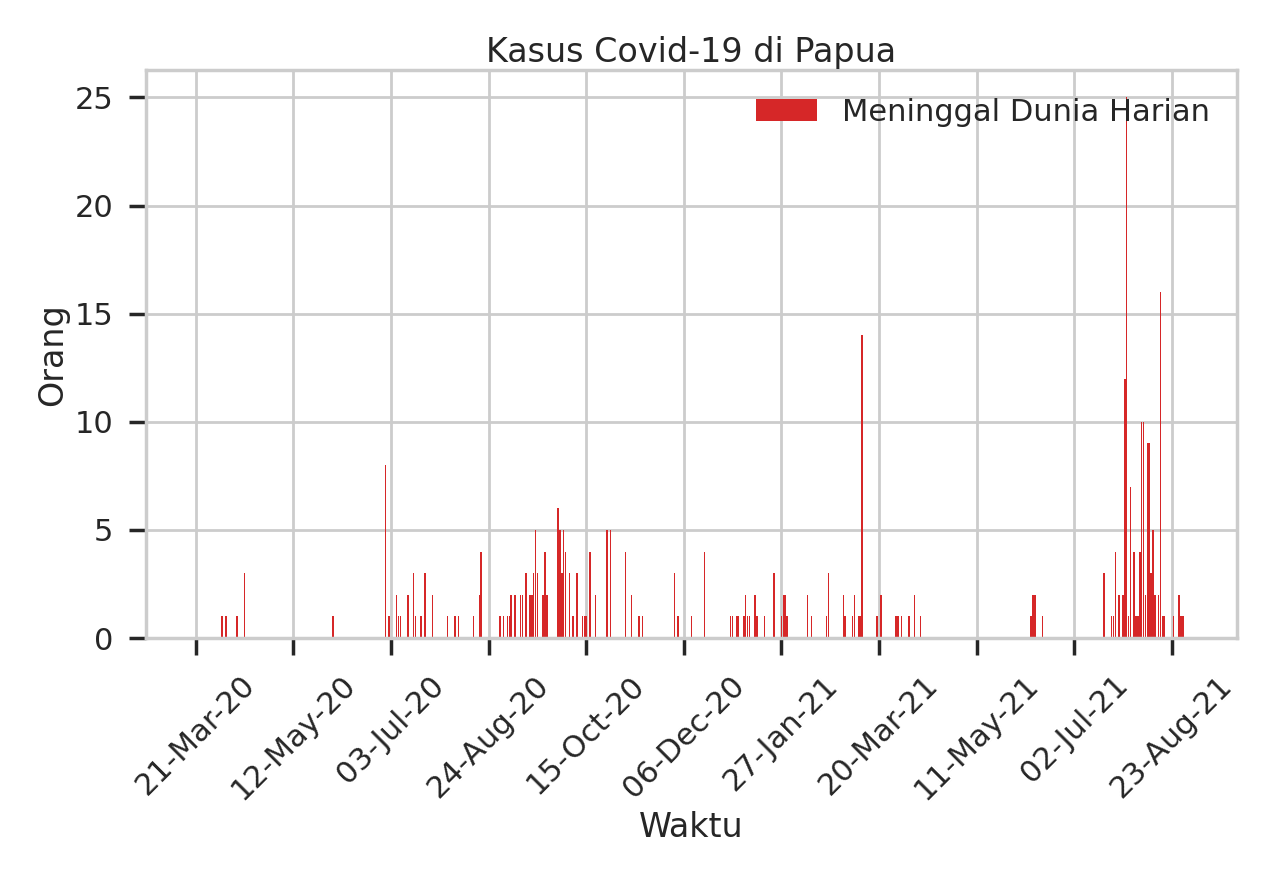 Kasus Covid-19 di Papua
Meninggal Dunia Harian
25
20
15
10
5
0
Orang
21-Mar-20
12-May-20
03-Jul-20
24-Aug-20
15-Oct-20
06-Dec-20
27-Jan-21
20-Mar-21
11-May-21
02-Jul-21
23-Aug-21
Waktu